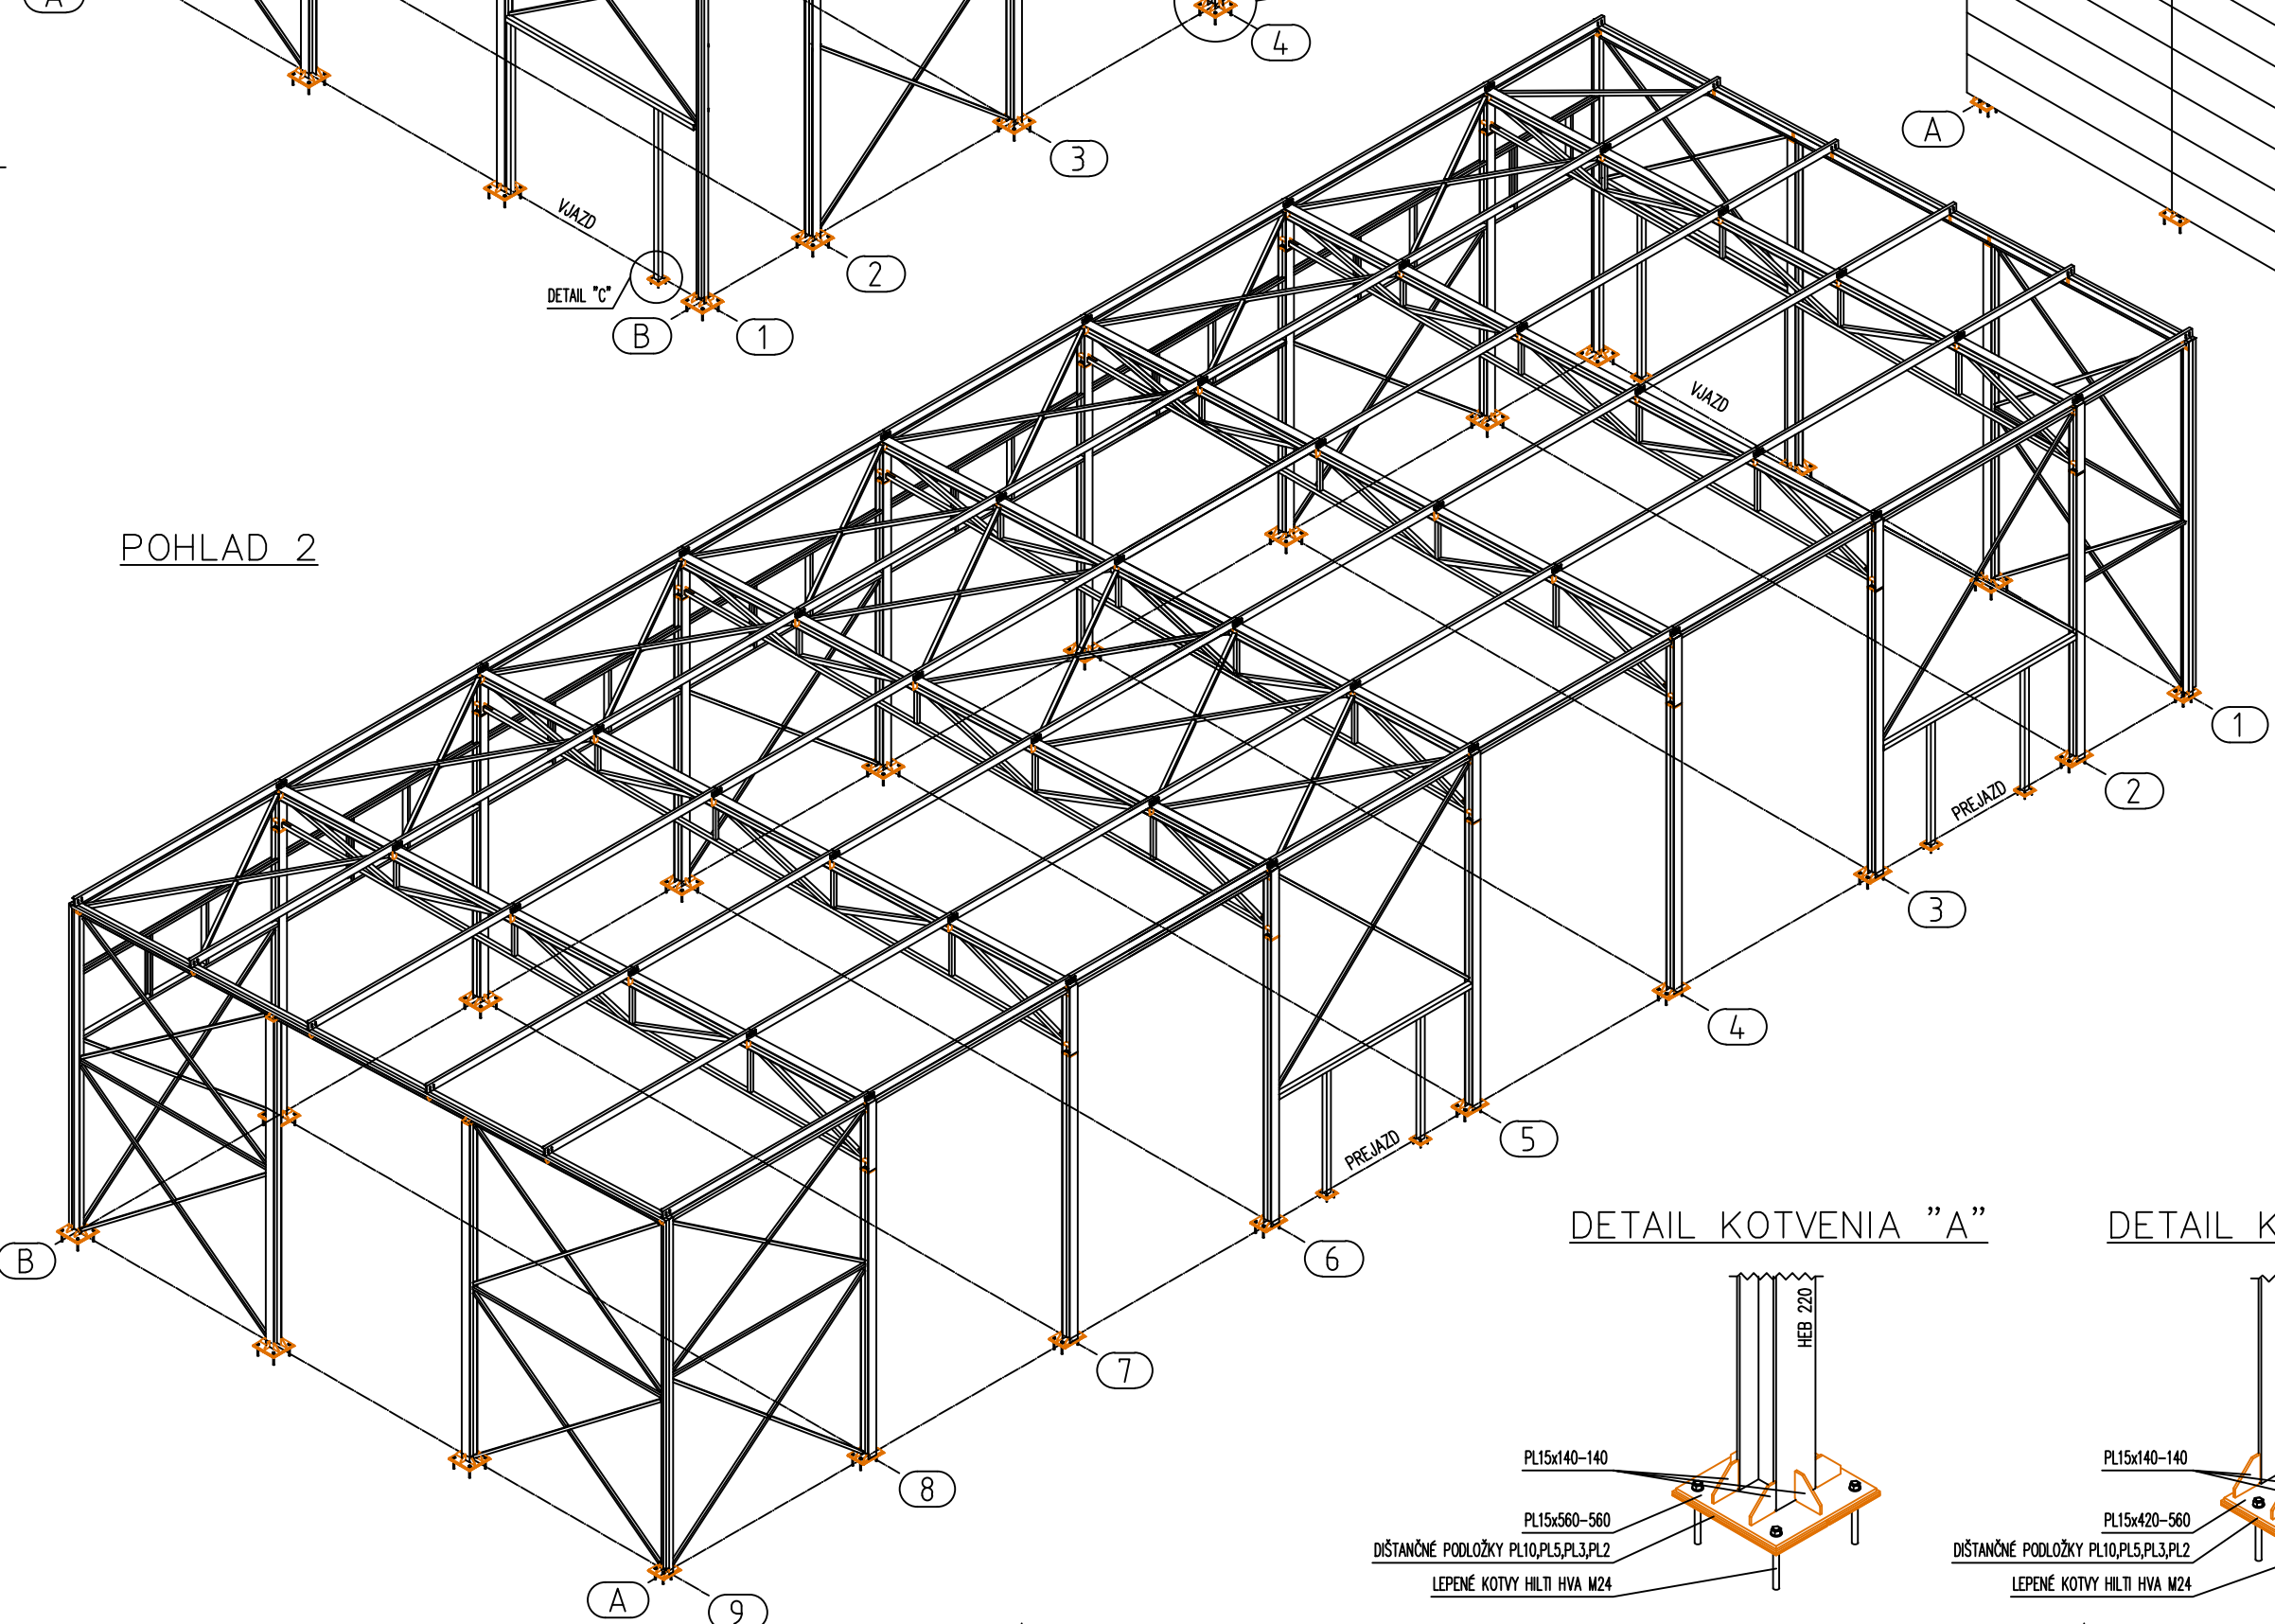 A
4
3
A
VJAZD
2
DETAIL "C"
B
1
VJAZD
POHLAD 2
1
PREJAZD
2
3
4
PREJAZD
5
DETAIL KOTVENIA "A"
DETAIL K
B
6
HEB 220
7
PL15x140-140
PL15x140-140
8
PL15x560-560
PL15x420-560
DIŠTANČNÉ PODLOŽKY PL10,PL5,PL3,PL2
DIŠTANČNÉ PODLOŽKY PL10,PL5,PL3,PL2
LEPENÉ KOTVY HILTI HVA M24
LEPENÉ KOTVY HILTI HVA M24
A
9